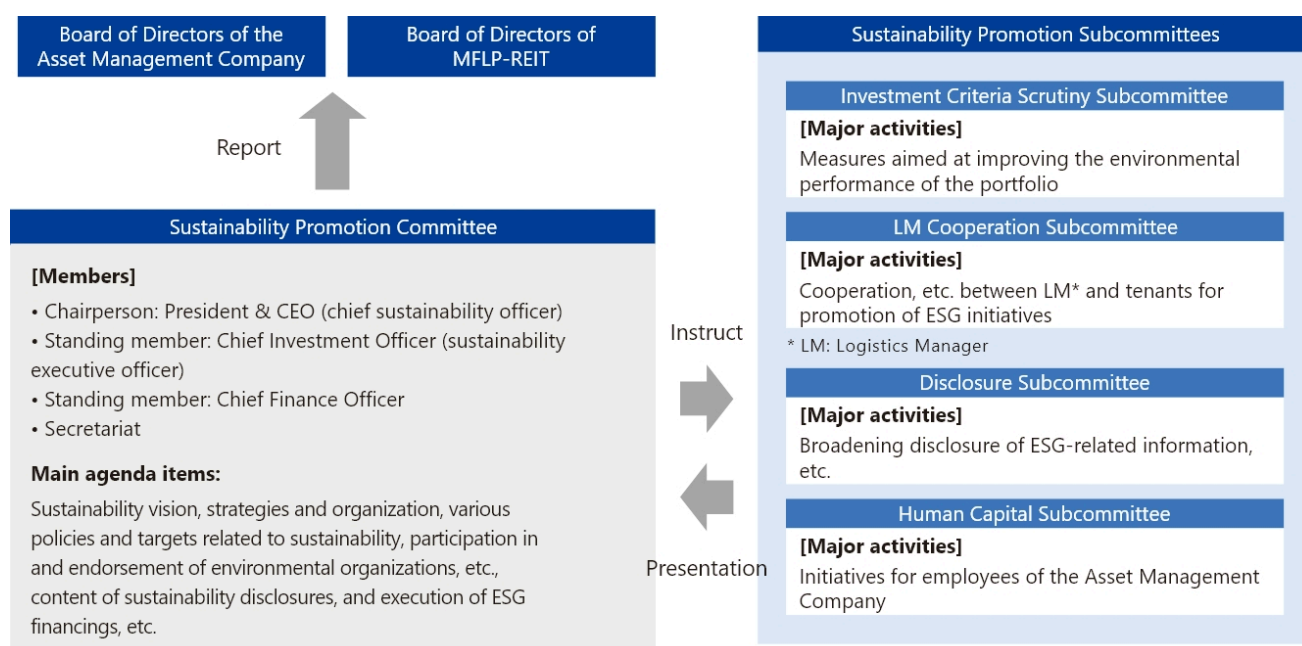 Board of Directors of the
Asset Management Company
Board of Directors of
MFLP-REIT
Report
Sustainability Promotion Committee
[Members]
• Chairperson: President & CEO (chief sustainability officer)
• Standing member: Chief Investment Officer (sustainability
executive officer)
• Standing member: Chief Finance Officer
• Secretariat
Main agenda items:
Sustainability vision, strategies and organization, various
policies and targets related to sustainability, participation in
and endorsement of environmental organizations, etc.,
content of sustainability disclosures, and execution of ESG
financings, etc.
Instruct
Presentation
Sustainability Promotion Subcommittees
Investment Criteria Scrutiny Subcommittee
[Major activities]
Measures aimed at improving the environmental
performance of the portfolio
LM Cooperation Subcommittee
[Major activities]
Cooperation, etc. between LM* and tenants for
promotion of ESG initiatives
* LM: Logistics Manager
Disclosure Subcommittee
[Major activities]
Broadening disclosure of ESG-related information,
etc.
Human Capital Subcommittee
[Major activities]
Initiatives for employees of the Asset Management
Company